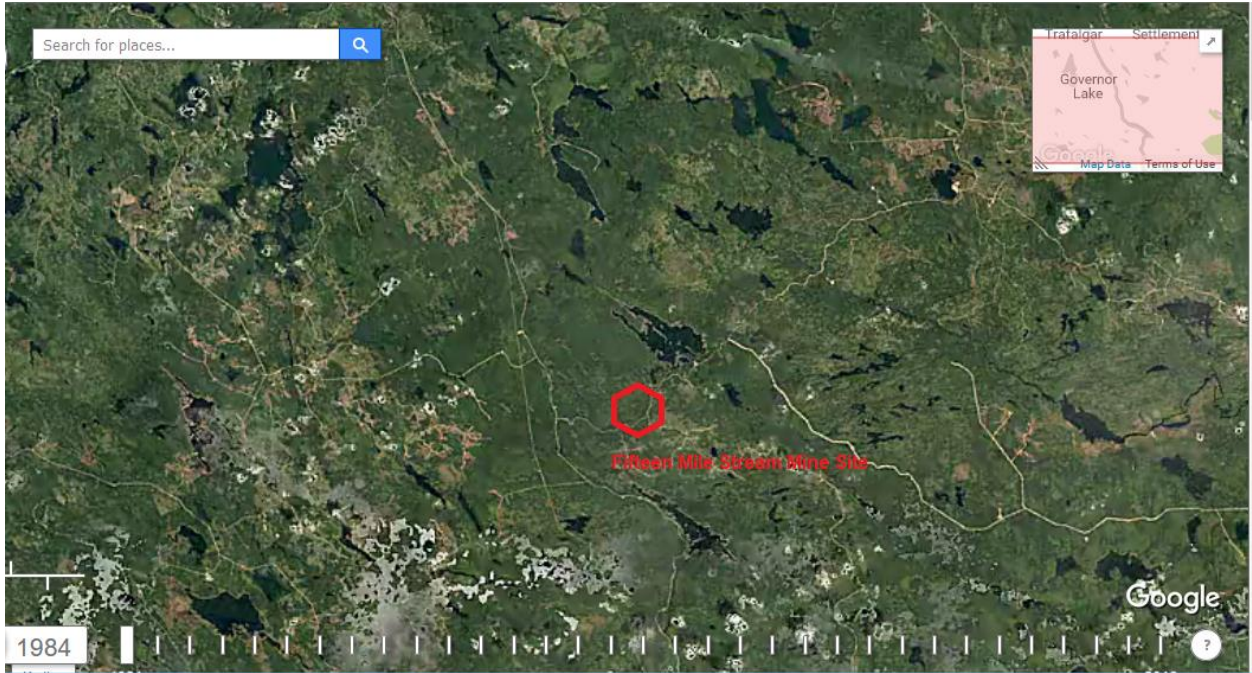 Search for places...
Trafalgar Settlement
Governor
Lake
Google
Map Data Terms of Use
Fifteen Mile Stream Mine Site
Google
1984
?